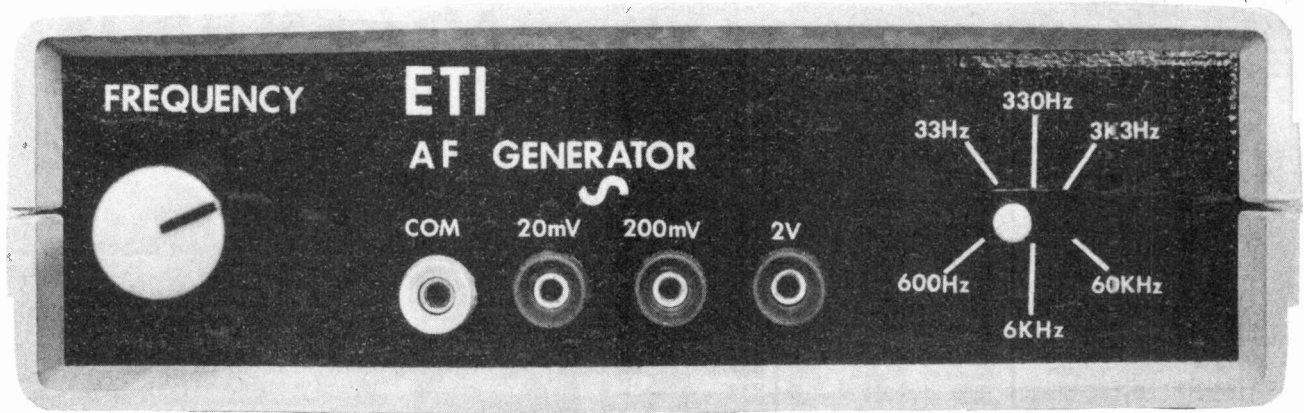 FREQUENCY
ETI
AF GENERATOR
COM 20mV 200mV 2V
330Hz
33Hz 3K3Hz
600Hz 60KHz
6KHz